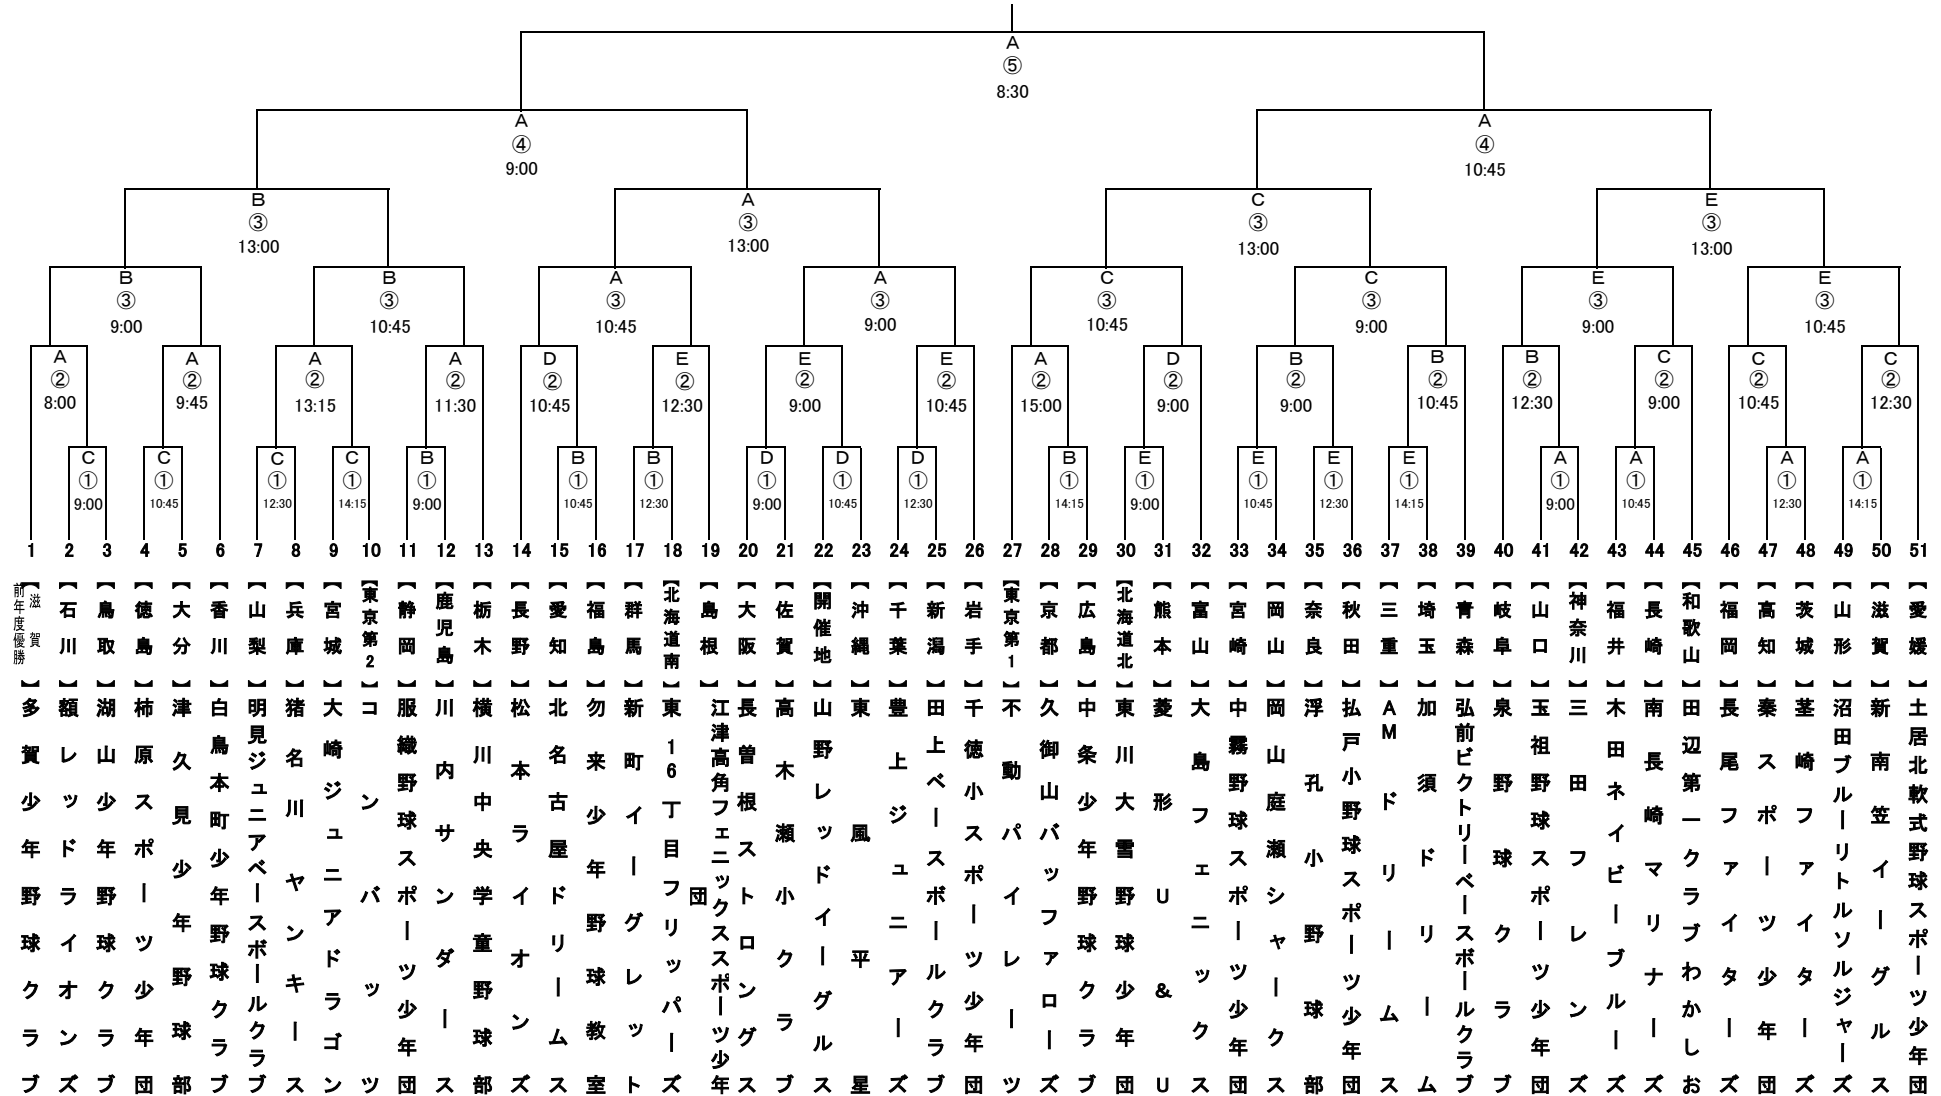 A
⑤
8:30
A
④
9:00
A
④
10:45
B
③
13:00
A
③
13:00
C
③
13:00
E
③
13:00
B
③
9:00
B
③
10:45
A
③
10:45
A
③
9:00
C
③
10:45
C
③
9:00
E
③
9:00
E
③
10:45
A
②
8:00
A
②
9:45
A
②
13:15
A
②
11:30
D
②
10:45
E
②
12:30
E
②
9:00
E
②
10:45
A
②
15:00
D
②
9:00
B
②
9:00
B
②
10:45
B
②
12:30
C
②
9:00
C
②
10:45
C
②
12:30
C
①
9:00
C
①
10:45
C
①
12:30
C
①
14:15
B
①
9:00
B
①
10:45
B
①
12:30
D
①
9:00
D
①
10:45
D
①
12:30
B
①
14:15
E
①
9:00
E
①
10:45
E
①
12:30
E
①
14:15
A
①
9:00
A
①
10:45
A
①
12:30
A
①
14:15
1
【滋賀
前年度優勝】多賀少年野球クラブ
2
【石川】額レッドライオンズ
3
【鳥取】湖山少年野球クラブ
4
【徳島】柿原スポーツ少年団
5
【大分】津久見少年野球部
6
【香川】白鳥本町少年野球クラブ
7
【山梨】明見ジュニアベースボールクラブ
8
【兵庫】猪名川ヤンキース
9
【宮城】大崎ジュニアドラゴン
10
【東京第2】コンバッツ
11
【静岡】服織野球スポーツ少年団
12
【鹿児島】川内サンダース
13
【栃木】横川中央学童野球部
14
【長野】松本ライオンズ
15
【愛知】北名古屋ドリームス
16
【福島】勿来少年野球教室
17
【群馬】新町イーグレット
18
【北海道南】東16丁目フリッパーズ
19
【島根】江津高角フェニックススポーツ少年
団
20
【大阪】長曽根ストロングス
21
【佐賀】高木瀬小クラブ
22
【開催地】山野レッドイーグルス
23
【沖縄】東風平星
24
【千葉】豊上ジュニアーズ
25
【新潟】田上ベースボールクラブ
26
【岩手】千徳小スポーツ少年団
27
【東京第1】不動パイレーツ
28
【京都】久御山バッファローズ
29
【広島】中条少年野球クラブ
30
【北海道北】東川大雪野球少年団
31
【熊本】菱形U&U
32
【富山】大島フェニックス
33
【宮崎】中霧野球スポーツ少年団
34
【岡山】岡山庭瀬シャークス
35
【奈良】浮孔小野球部
36
【秋田】払戸小野球スポーツ少年団
37
【三重】AMドリームス
38
【埼玉】加須ドリーム
39
【青森】弘前ビクトリーベースボールクラブ
40
【岐阜】泉野球クラブ
41
【山口】玉祖野球スポーツ少年団
42
【神奈川】三田フレンズ
43
【福井】木田ネイビーブルーズ
44
【長崎】南長崎マリナーズ
45
【和歌山】田辺第一クラブわかしお
46
【福岡】長尾ファイターズ
47
【高知】秦スポーツ少年団
48
【茨城】茎崎ファイターズ
49
【山形】沼田ブルーリトルソルジャーズ
50
【滋賀】新南笠イーグルス
51
【愛媛】土居北軟式野球スポーツ少年団